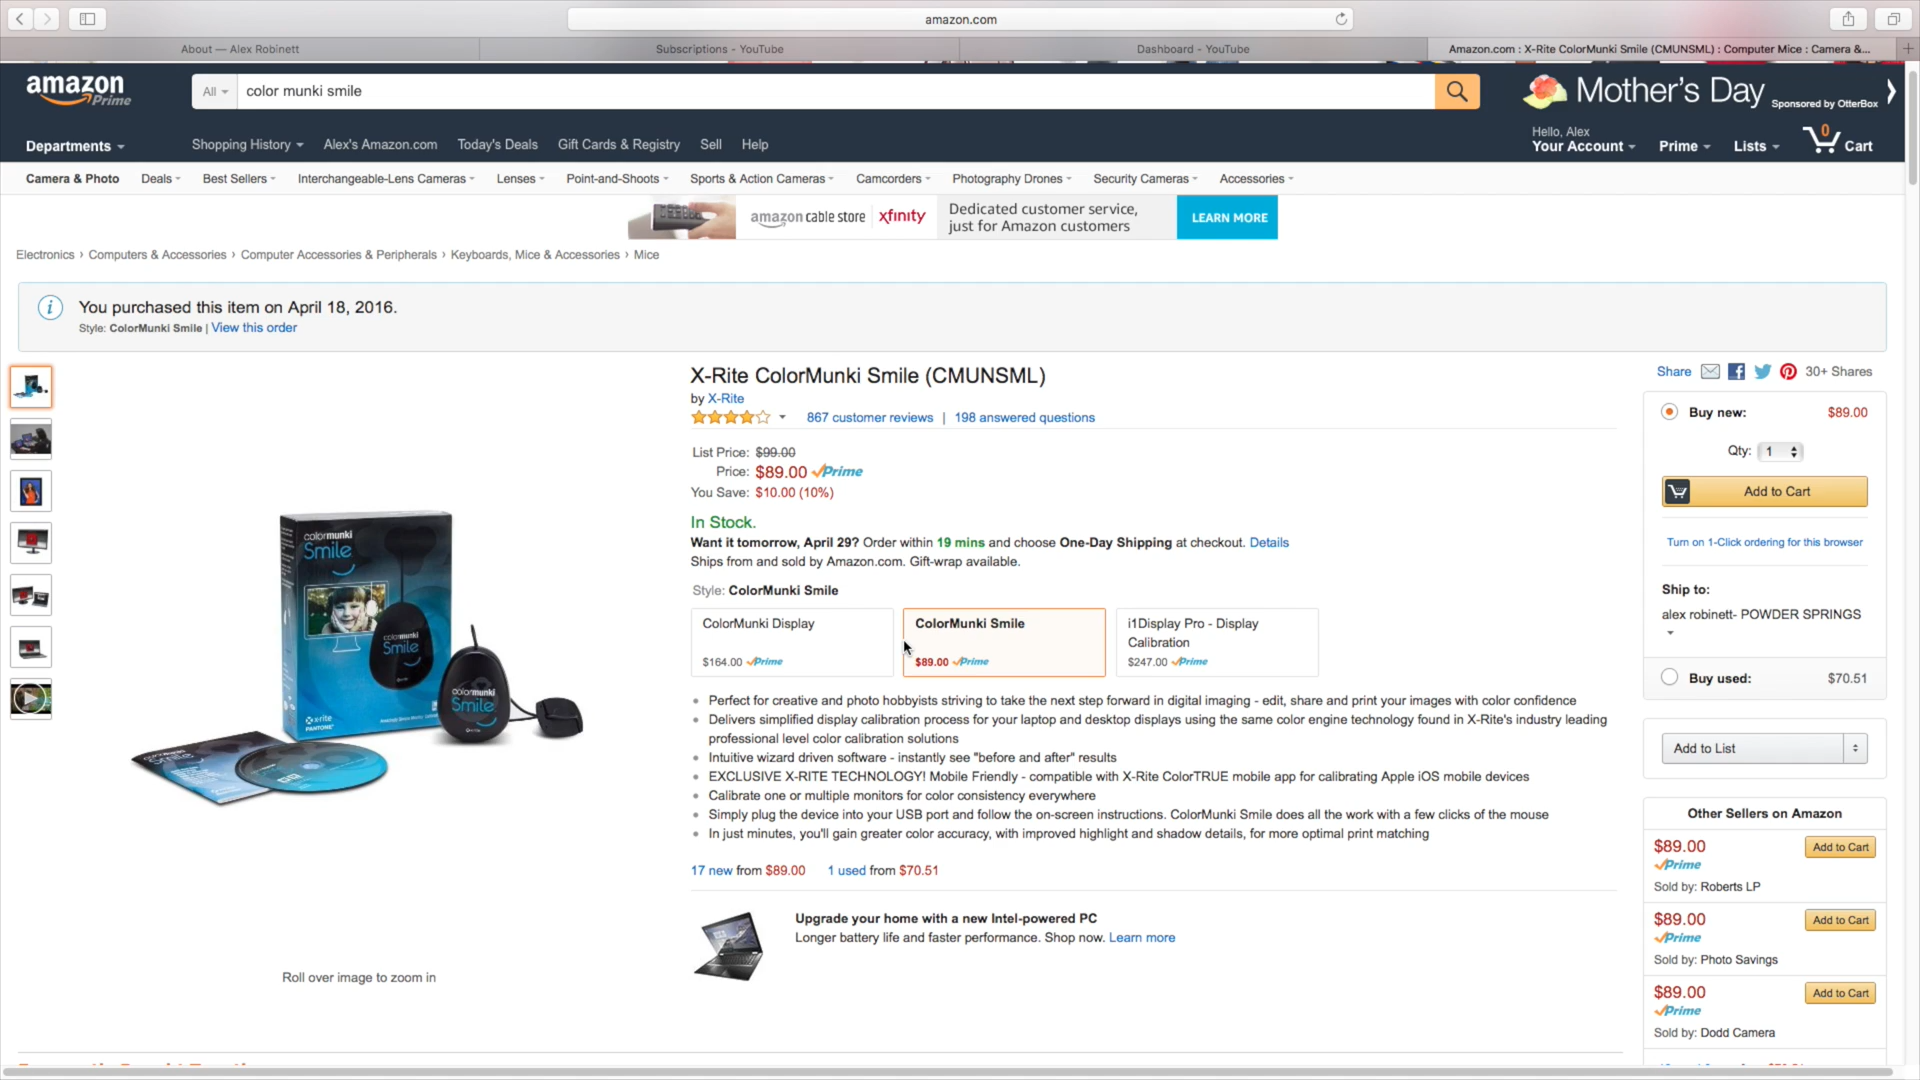 amazon.com
About — Alex Robinett
Subscriptions - YouTube
Dashboard - YouTube
Amazon.com : X-Rite ColorMunki Smile (CMUNSML) : Computer Mice : Camera &...
amazon Prime
All
color munki smile
Mother's Day
Sponsored by OtterBox
Departments
Shopping History
Alex's Amazon.com
Today's Deals
Gift Cards & Registry
Sell
Help
Hello, Alex
Your Account
Prime
Lists
0
Cart
Camera & Photo
Deals
Best Sellers
Interchangeable-Lens Cameras
Lenses
Point-and-Shoots
Sports & Action Cameras
Camcorders
Photography Drones
Security Cameras
Accessories
amazon cable store
xfinity
Dedicated customer service,
just for Amazon customers
LEARN MORE
Electronics › Computers & Accessories › Computer Accessories & Peripherals › Keyboards, Mice & Accessories › Mice
You purchased this item on April 18, 2016.
Style: ColorMunki Smile | View this order
colormunki
Smile
colormunki
Smile
colormunki
Smile
x·rite
PANTONE
Roll over image to zoom in
X-Rite ColorMunki Smile (CMUNSML)
by X-Rite
867 customer reviews | 198 answered questions
List Price: $99.00
Price: $89.00 Prime
You Save: $10.00 (10%)
In Stock.
Want it tomorrow, April 29? Order within 19 mins and choose One-Day Shipping at checkout. Details
Ships from and sold by Amazon.com. Gift-wrap available.
Style: ColorMunki Smile
ColorMunki Display
$164.00 Prime
ColorMunki Smile
$89.00 Prime
i1Display Pro - Display
Calibration
$247.00 Prime
Perfect for creative and photo hobbyists striving to take the next step forward in digital imaging - edit, share and print your images with color confidence
Delivers simplified display calibration process for your laptop and desktop displays using the same color engine technology found in X-Rite's industry leading
professional level color calibration solutions
Intuitive wizard driven software - instantly see "before and after" results
EXCLUSIVE X-RITE TECHNOLOGY! Mobile Friendly - compatible with X-Rite ColorTRUE mobile app for calibrating Apple iOS mobile devices
Calibrate one or multiple monitors for color consistency everywhere
Simply plug the device into your USB port and follow the on-screen instructions. ColorMunki Smile does all the work with a few clicks of the mouse
In just minutes, you'll gain greater color accuracy, with improved highlight and shadow details, for more optimal print matching
17 new from $89.00
1 used from $70.51
Upgrade your home with a new Intel-powered PC
Longer battery life and faster performance. Shop now. Learn more
Share
30+ Shares
Buy new:
$89.00
Qty: 1
Add to Cart
Turn on 1-Click ordering for this browser
Ship to:
alex robinett- POWDER SPRINGS
Buy used:
$70.51
Add to List
Other Sellers on Amazon
$89.00
Add to Cart
Prime
Sold by: Roberts LP
$89.00
Add to Cart
Prime
Sold by: Photo Savings
$89.00
Add to Cart
Prime
Sold by: Dodd Camera